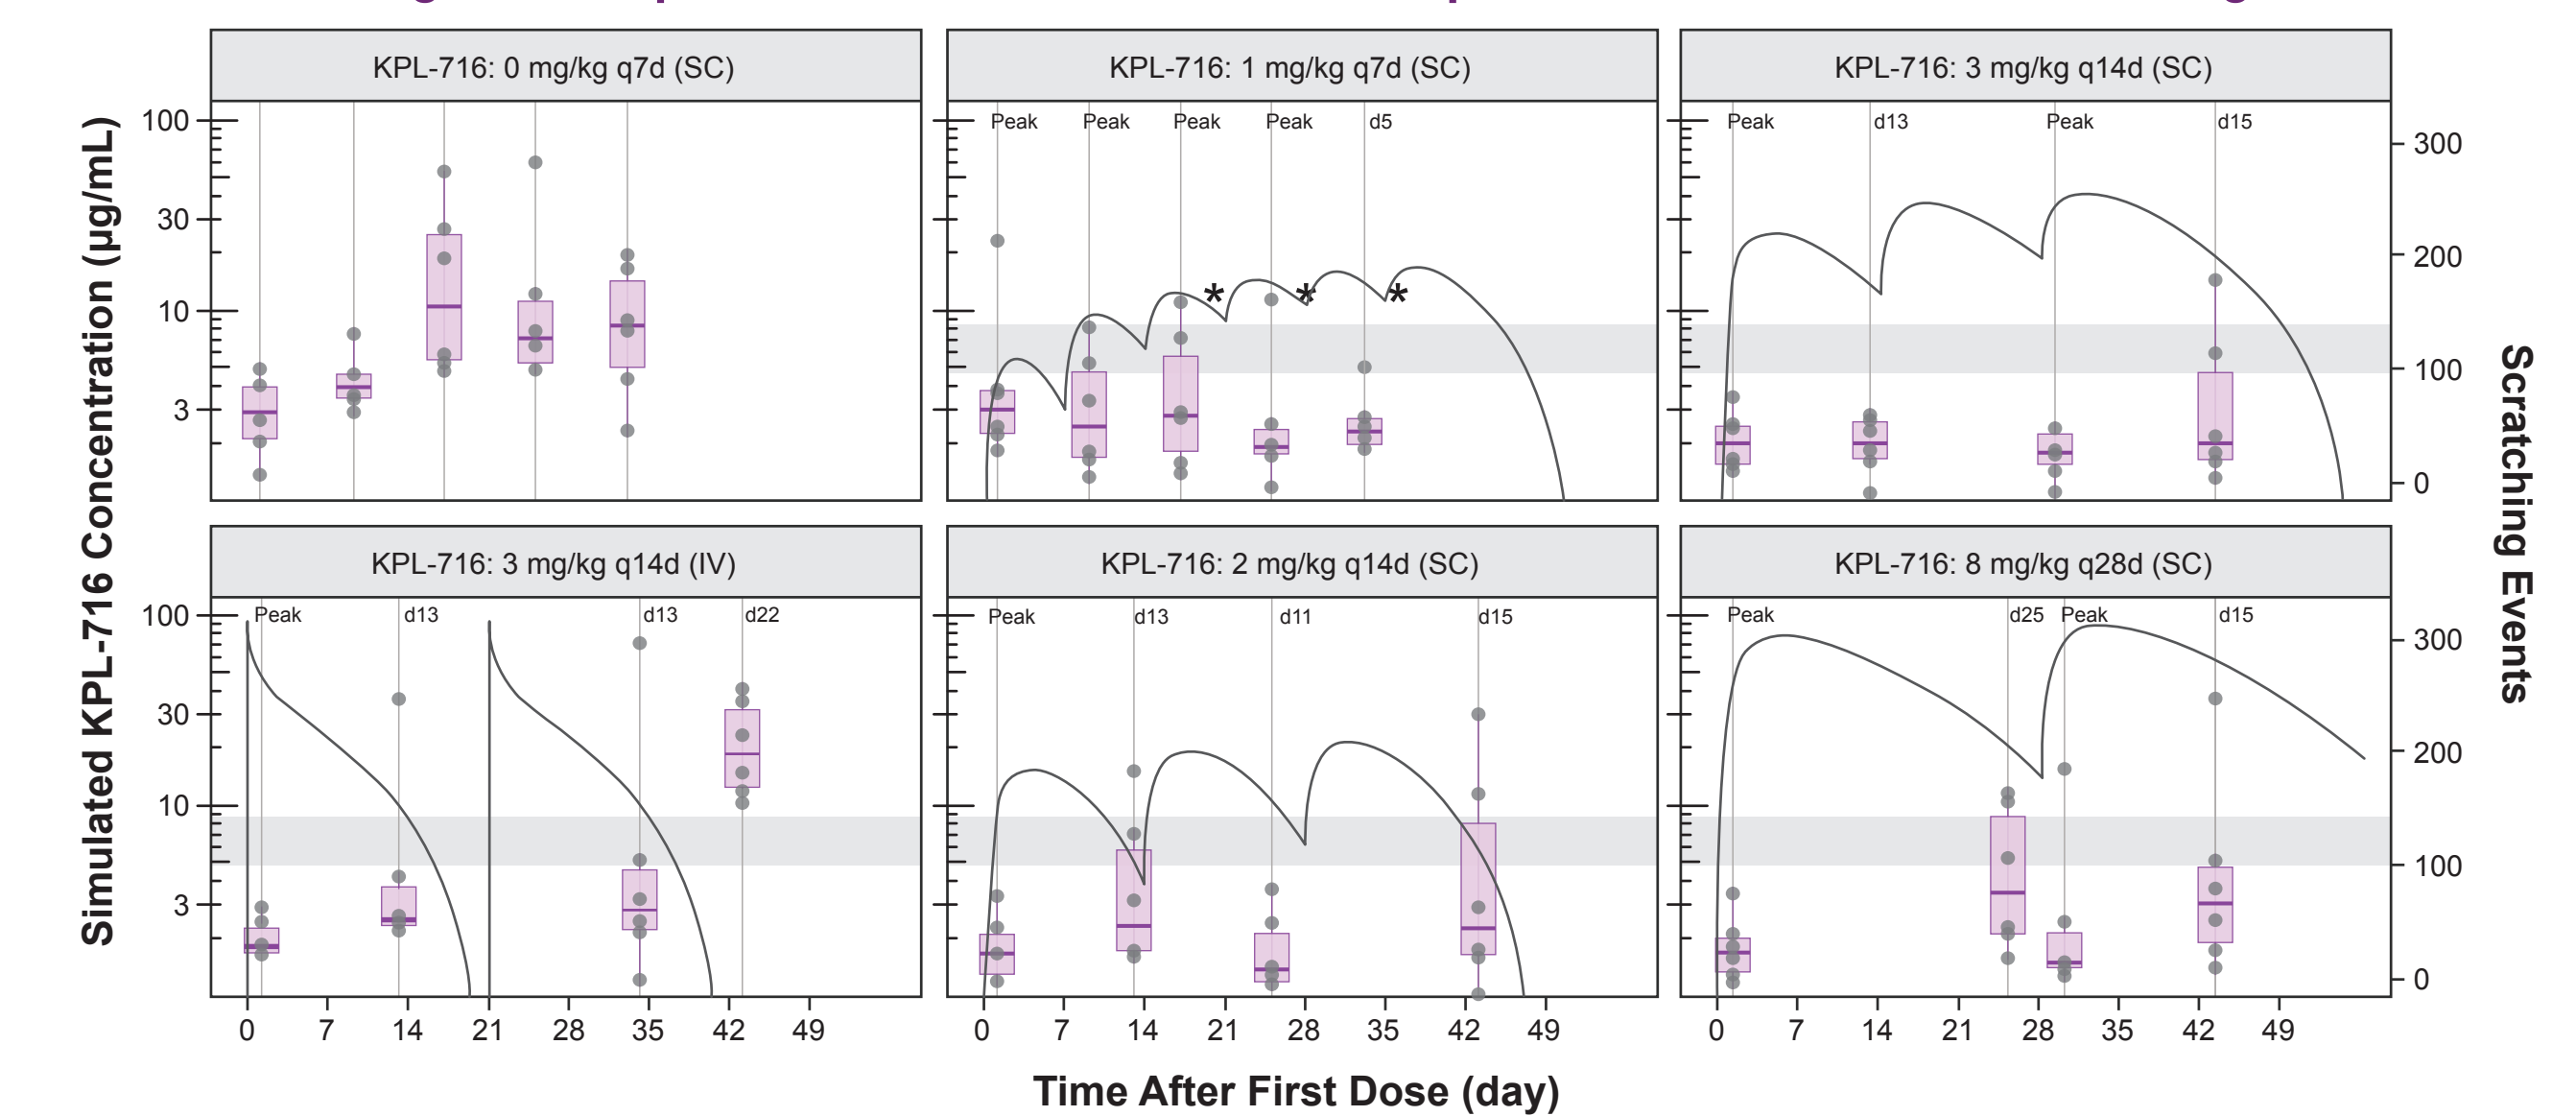 KPL-716: 0 mg/kg q7d (SC)
KPL-716: 1 mg/kg q7d (SC)
KPL-716: 3 mg/kg q14d (SC)
Simulated KPL-716 Concentration (µg/mL)
100
30
10
3
Peak Peak Peak Peak d5
* * *
Peak d13 Peak d15
300
200
100
0
Scratching Events
KPL-716: 3 mg/kg q14d (IV)
KPL-716: 2 mg/kg q14d (SC)
KPL-716: 8 mg/kg q28d (SC)
100
30
10
3
Peak d13 d13 d22
Peak d13 d11 d15
Peak d25 Peak d15
300
200
100
0
0 7 14 21 28 35 42 49
0 7 14 21 28 35 42 49
0 7 14 21 28 35 42 49
Time After First Dose (day)